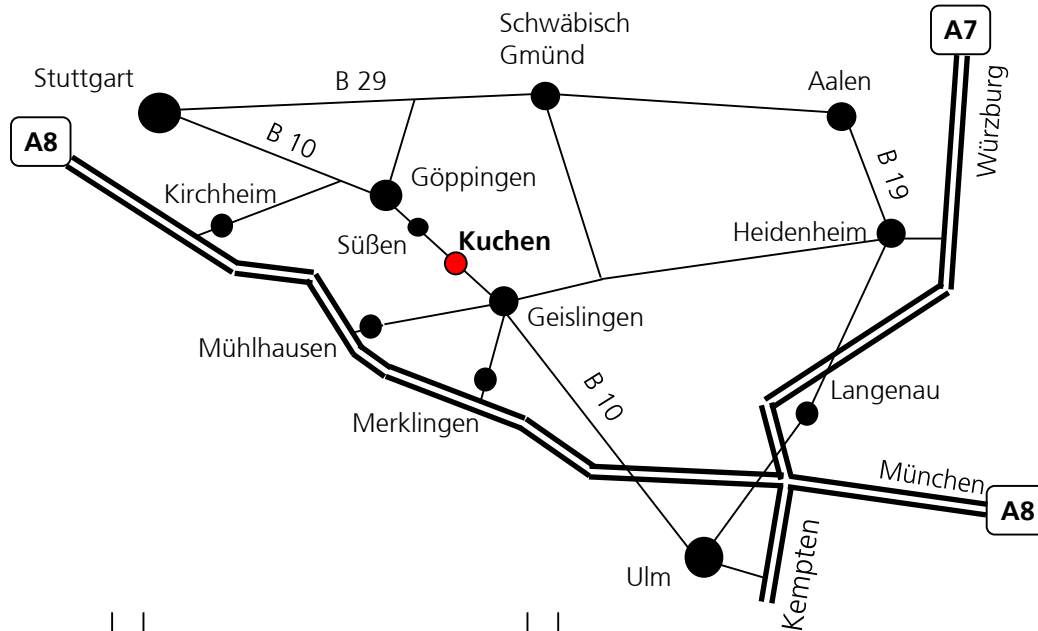 Schwäbisch
Gmünd
A7
Stuttgart
B 29
Aalen
Würzburg
A8
B 10
B 19
Kirchheim
Göppingen
Süßen
Kuchen
Heidenheim
Geislingen
Mühlhausen
B 10
Langenau
Merklingen
München
A8
Ulm
Kempten